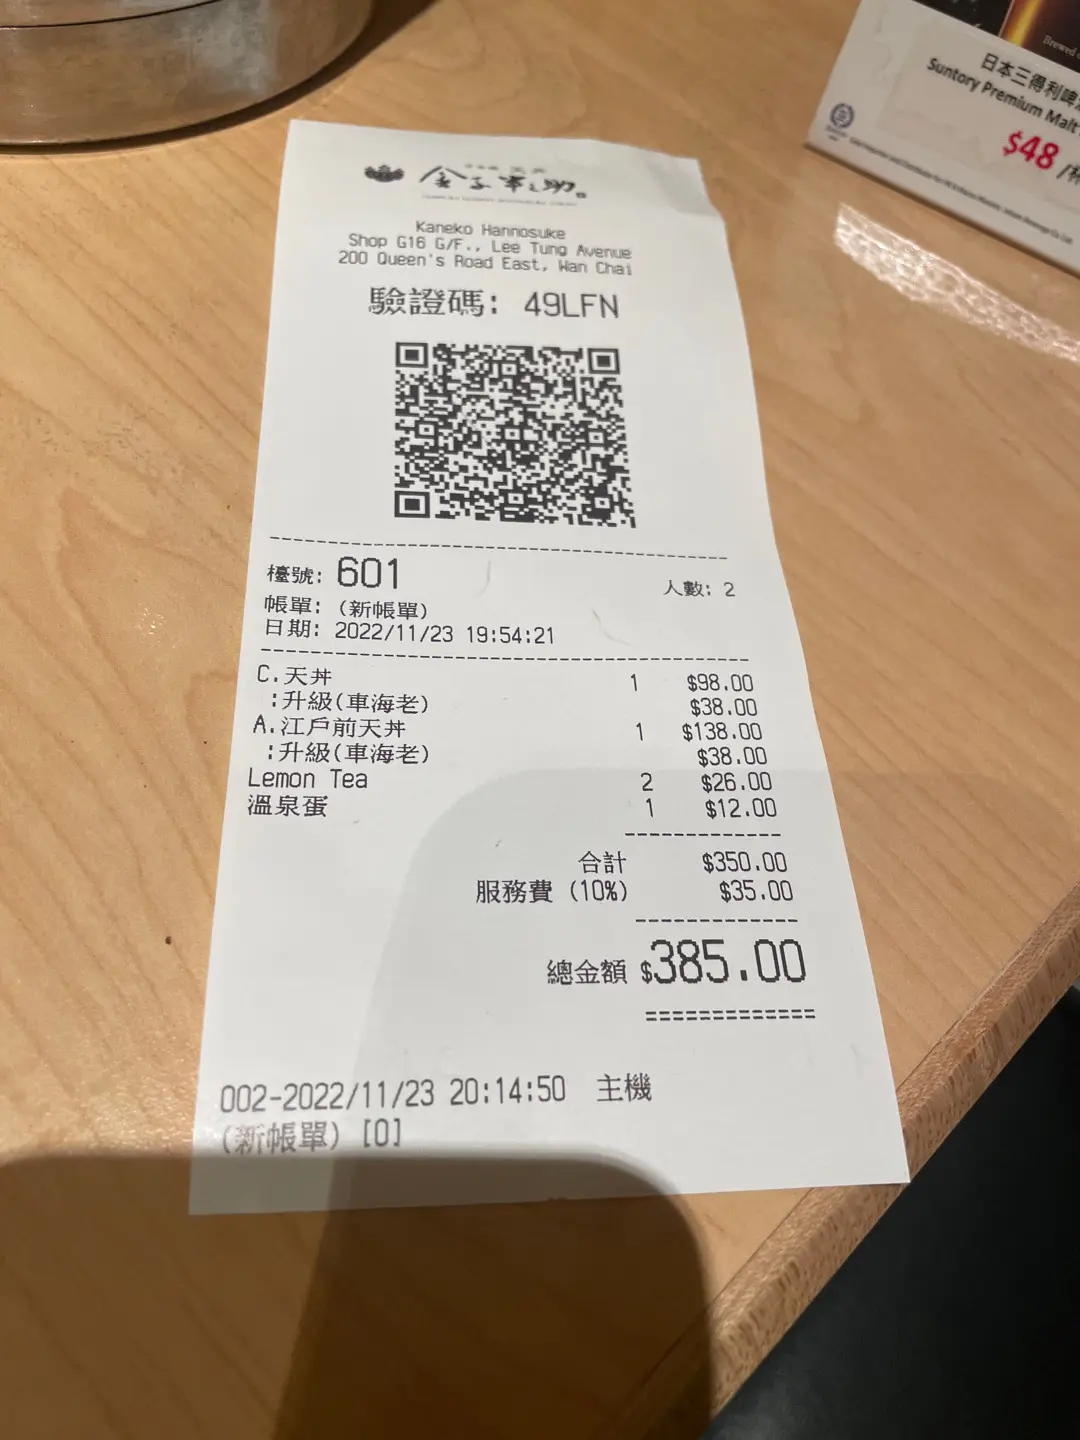 Brewed
日本三得利啤
Suntory Premium Malt
$48 /杯
金子半之助
Kaneko Hannosuke
Shop G16 G/F., Lee Tung Avenue
200 Queen's Road East, Wan Chai
驗證碼: 49LFN
檯號: 601 人數: 2
帳單: (新帳單)
日期: 2022/11/23 19:54:21
C.天丼 1 $98.00
:升級(車海老) $38.00
A.江戶前天丼 1 $138.00
:升級(車海老) $38.00
Lemon Tea 2 $26.00
溫泉蛋 1 $12.00
合計 $350.00
服務費 (10%) $35.00
總金額 $385.00
=============
002-2022/11/23 20:14:50 主機
(新帳單) [0]